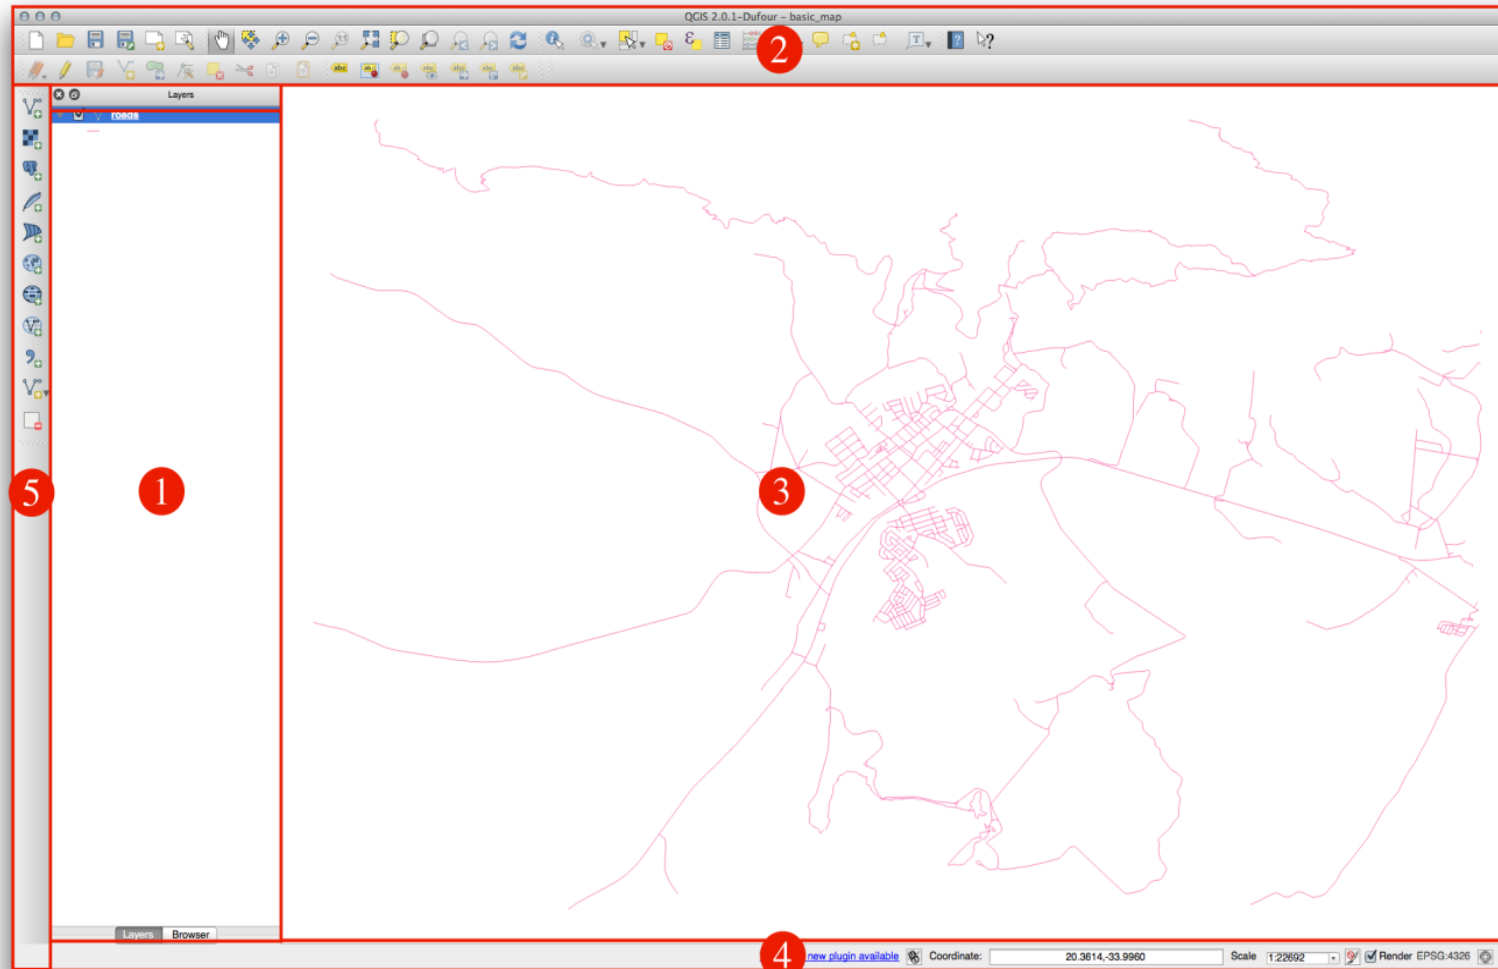 QGIS 2.0.1-Dufour - basic_map
2
Layers
roads
5
1
3
Layers Browser
4
new plugin available Coordinate: 20.3614,-33.9960 Scale 1:22692 Render EPSG:4326